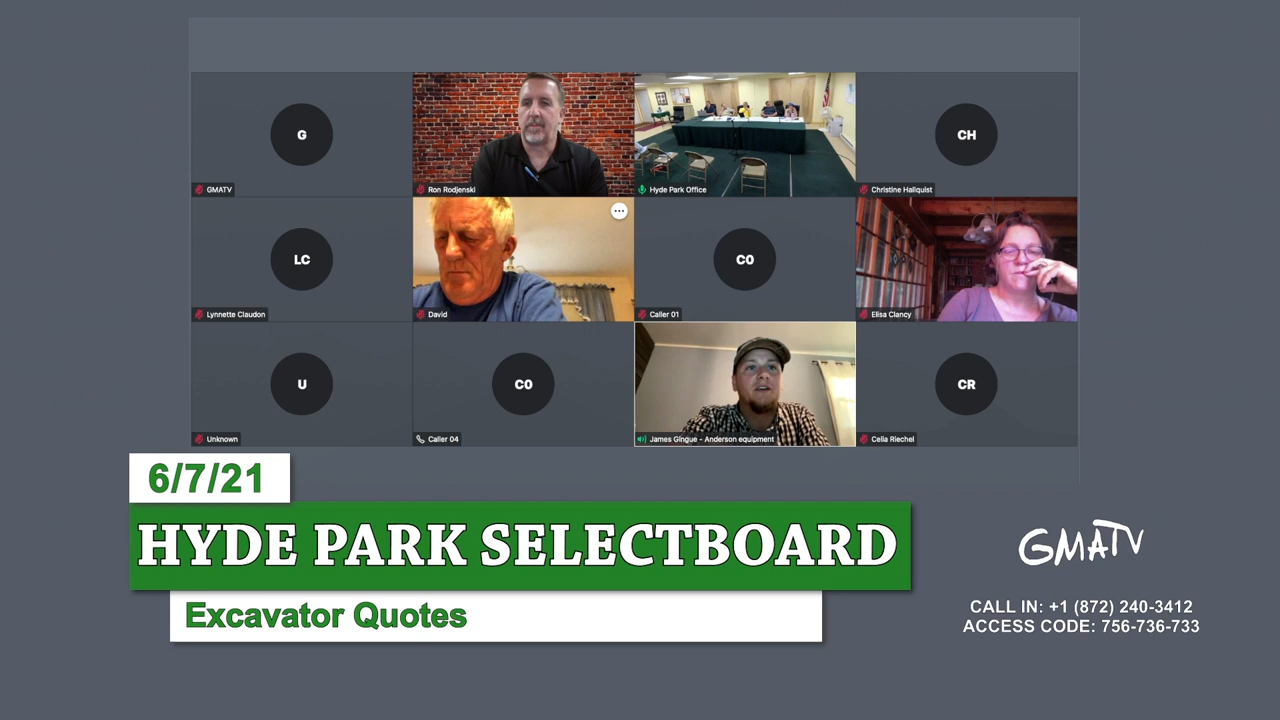 G
GMATV
Ron Rodjenski
Hyde Park Office
CH
Christine Hallquist
LC
Lynnette Claudon
David
C0
Caller 01
Elisa Clancy
U
Unknown
C0
Caller 04
James Gingue - Anderson equipment
CR
Celia Riechel
6/7/21
HYDE PARK SELECTBOARD
Excavator Quotes
GMATV
CALL IN: +1 (872) 240-3412
ACCESS CODE: 756-736-733